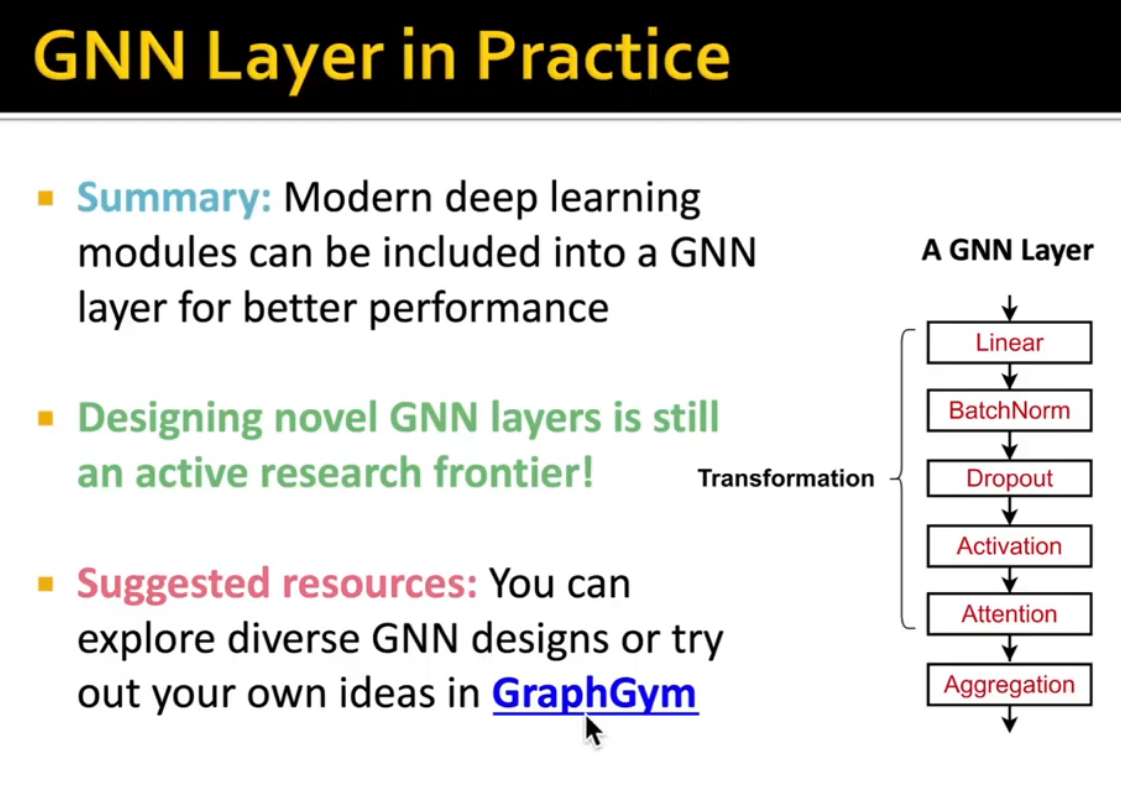 GNN Layer in Practice
Summary: Modern deep learning
modules can be included into a GNN
layer for better performance
Designing novel GNN layers is still
an active research frontier!
Suggested resources: You can
explore diverse GNN designs or try
out your own ideas in GraphGym
A GNN Layer
Transformation
Linear
BatchNorm
Dropout
Activation
Attention
Aggregation